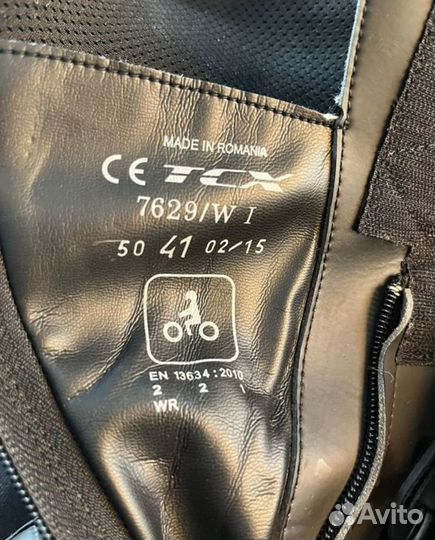 MADE IN ROMANIA
CE TCX
7629/W I
50 41 02/15
EN 13634:2010
2 2 1
WR
Avito